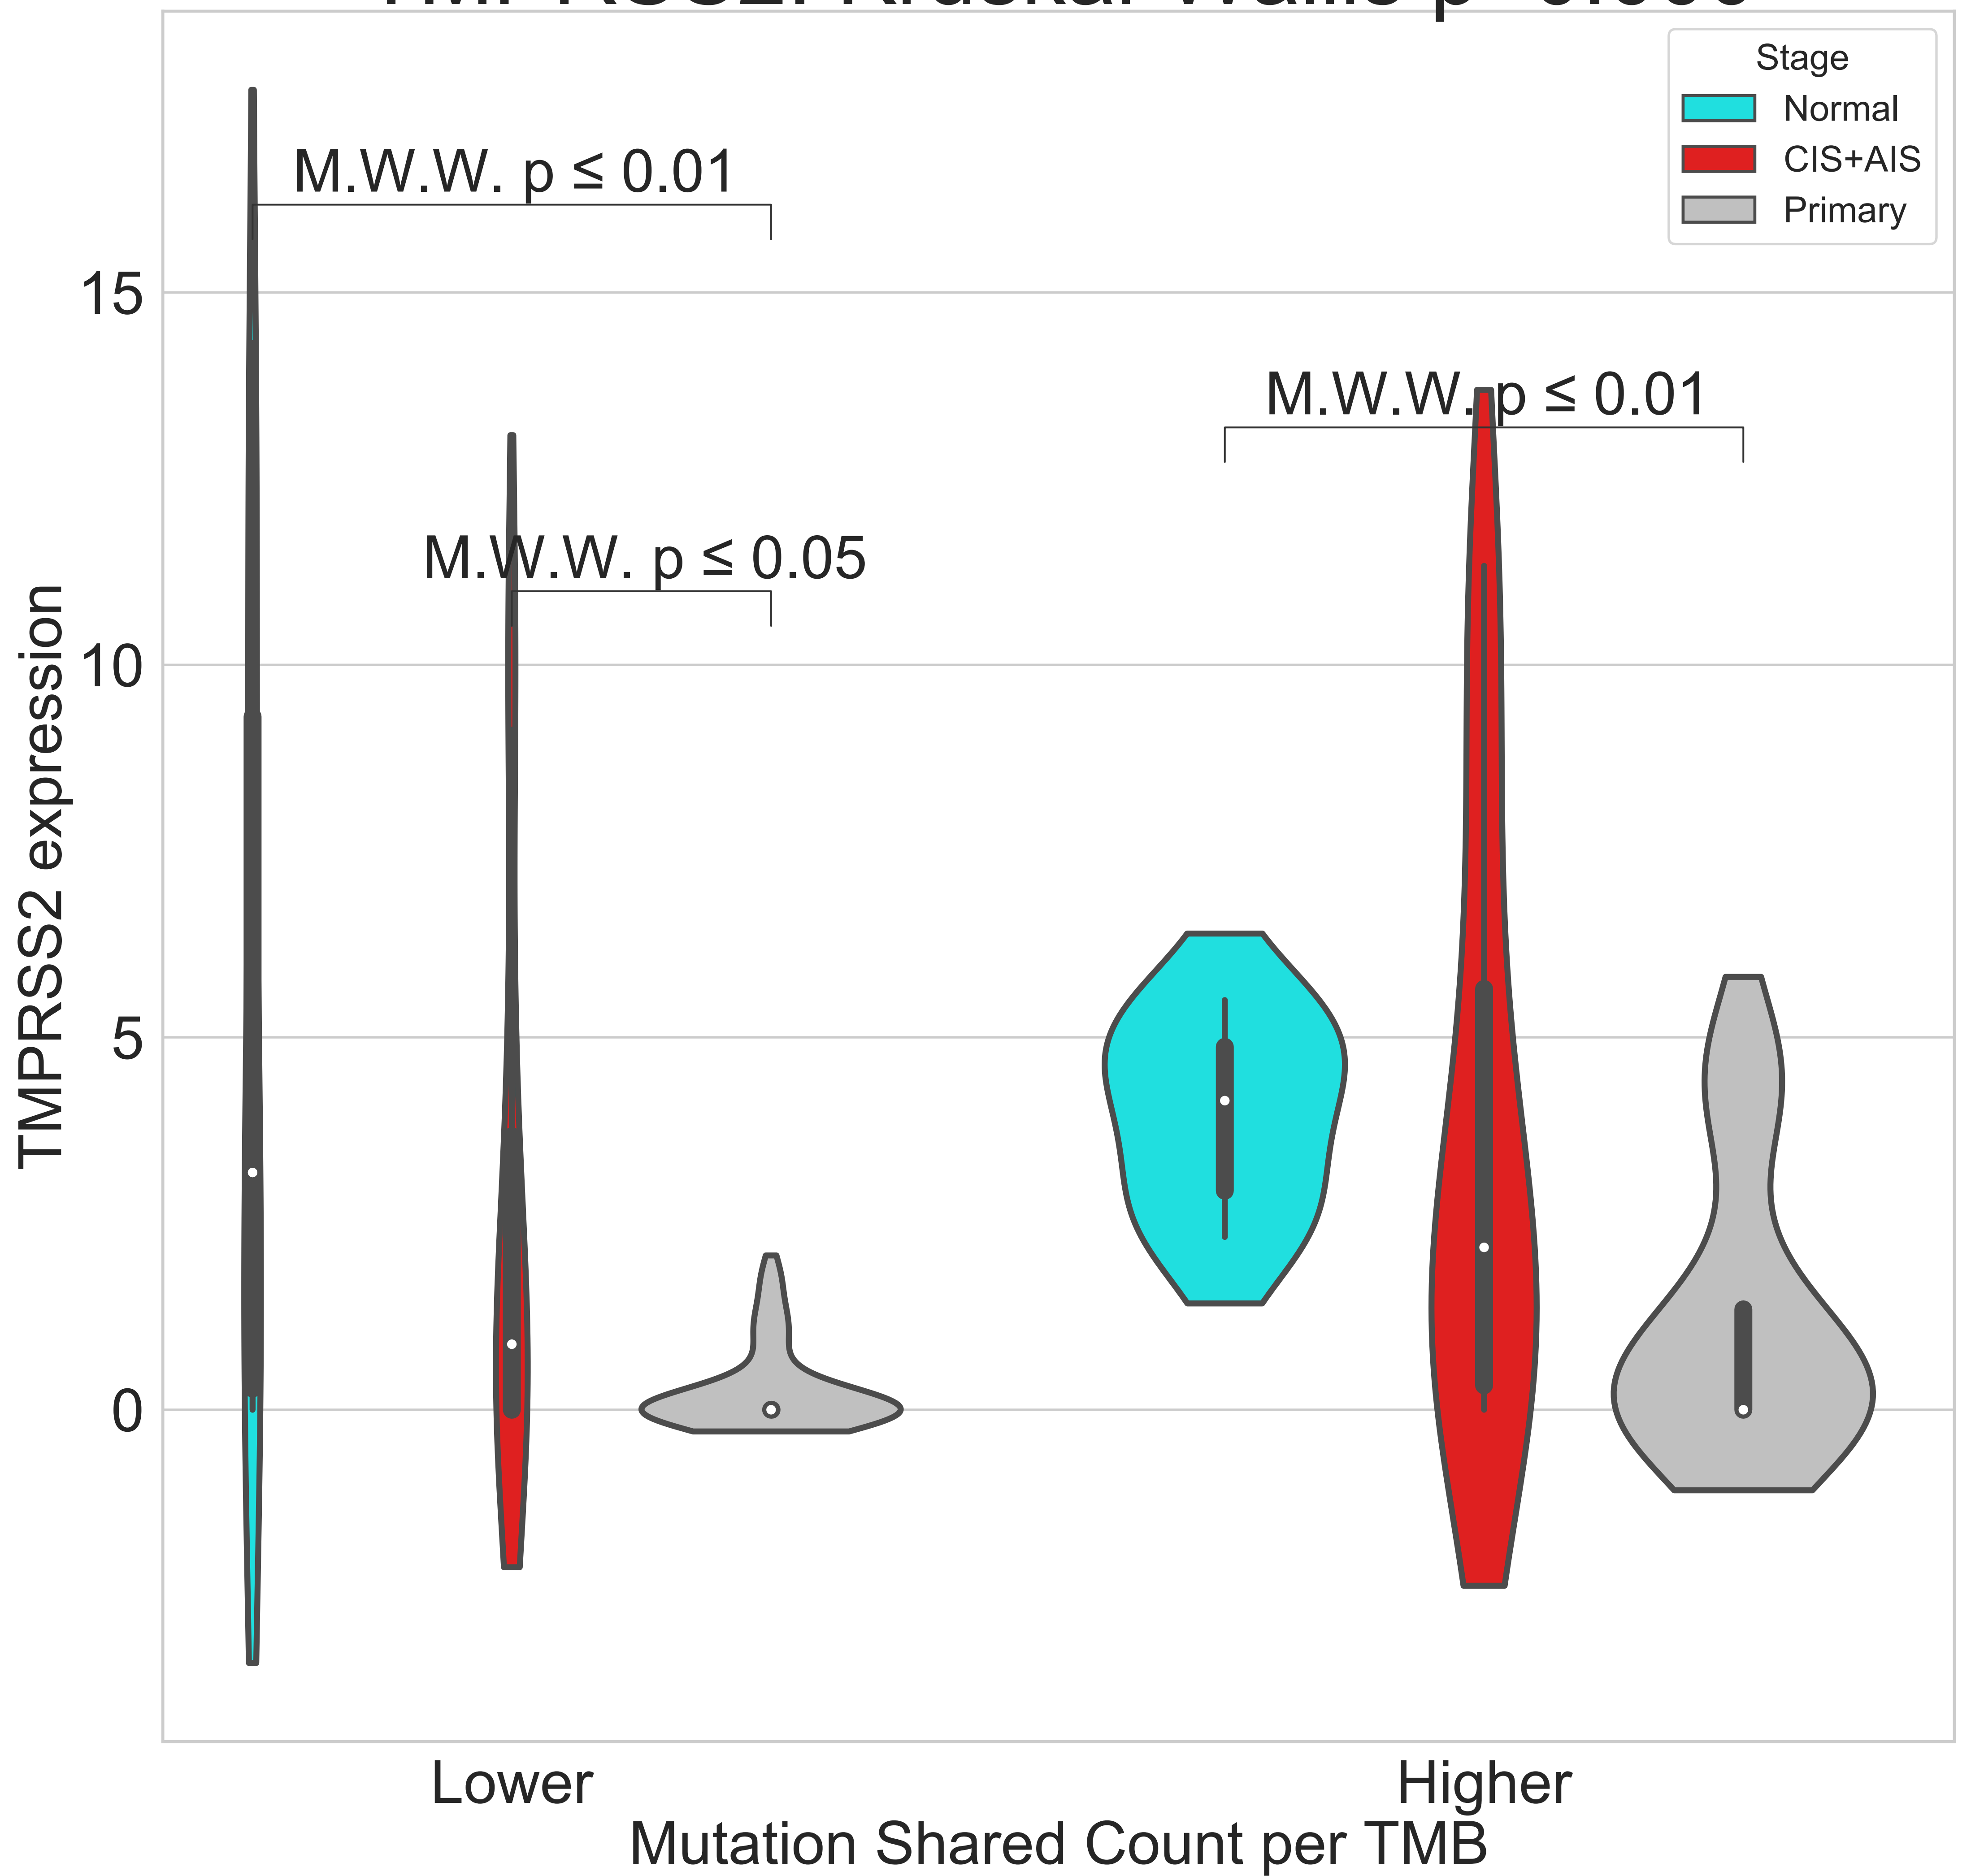 Stage
Normal
CIS+AIS
Primary
M.W.W. p ≤ 0.01
M.W.W. p ≤ 0.01
M.W.W. p ≤ 0.05
15
10
5
0
TMPRSS2 expression
Lower
Higher
Mutation Shared Count per TMB